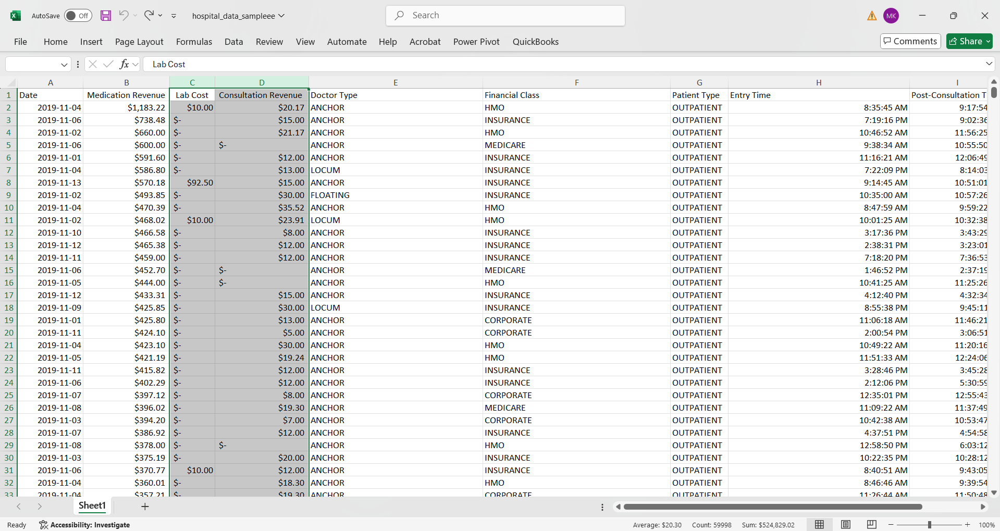 AutoSave Off hospital_data_sampleee Search MK
File Home Insert Page Layout Formulas Data Review View Automate Help Acrobat Power Pivot QuickBooks Comments Share
fx Lab Cost
A B C D E F G H I
1 Date Medication Revenue Lab Cost Consultation Revenue Doctor Type Financial Class Patient Type Entry Time Post-Consultation T
2 2019-11-04 $1,183.22 $10.00 $20.17 ANCHOR HMO OUTPATIENT 8:35:45 AM 9:17:54
3 2019-11-06 $738.48 $- $15.00 ANCHOR INSURANCE OUTPATIENT 7:19:16 PM 9:02:36
4 2019-11-02 $660.00 $- $21.17 ANCHOR HMO OUTPATIENT 10:46:52 AM 11:56:25
5 2019-11-06 $600.00 $- $- ANCHOR MEDICARE OUTPATIENT 9:38:34 AM 10:55:50
6 2019-11-01 $591.60 $- $12.00 ANCHOR INSURANCE OUTPATIENT 11:16:21 AM 12:06:49
7 2019-11-04 $586.80 $- $13.00 LOCUM INSURANCE OUTPATIENT 7:22:09 PM 8:14:03
8 2019-11-13 $570.18 $92.50 $15.00 ANCHOR INSURANCE OUTPATIENT 9:14:45 AM 10:51:01
9 2019-11-02 $493.85 $- $30.00 FLOATING INSURANCE OUTPATIENT 10:35:00 AM 10:57:26
10 2019-11-04 $470.39 $- $35.52 ANCHOR HMO OUTPATIENT 8:47:59 AM 9:59:22
11 2019-11-02 $468.02 $10.00 $23.91 LOCUM HMO OUTPATIENT 10:01:25 AM 10:32:38
12 2019-11-10 $466.58 $- $8.00 ANCHOR INSURANCE OUTPATIENT 3:17:36 PM 3:43:29
13 2019-11-12 $465.38 $- $12.00 ANCHOR INSURANCE OUTPATIENT 2:38:31 PM 3:23:01
14 2019-11-11 $459.00 $- $12.00 ANCHOR INSURANCE OUTPATIENT 7:18:20 PM 7:36:53
15 2019-11-06 $452.70 $- $- ANCHOR MEDICARE OUTPATIENT 1:46:52 PM 2:37:19
16 2019-11-05 $444.00 $- $- ANCHOR HMO OUTPATIENT 10:41:25 AM 11:25:26
17 2019-11-12 $433.31 $- $15.00 ANCHOR INSURANCE OUTPATIENT 4:12:40 PM 4:32:34
18 2019-11-09 $425.85 $- $30.00 LOCUM INSURANCE OUTPATIENT 8:55:38 PM 9:45:11
19 2019-11-01 $425.80 $- $13.00 ANCHOR CORPORATE OUTPATIENT 11:06:18 AM 11:46:21
20 2019-11-11 $424.10 $- $5.00 ANCHOR CORPORATE OUTPATIENT 2:00:54 PM 3:06:51
21 2019-11-04 $423.10 $- $30.00 ANCHOR HMO OUTPATIENT 10:49:22 AM 11:20:16
22 2019-11-05 $421.19 $- $19.24 ANCHOR HMO OUTPATIENT 11:51:33 AM 12:24:06
23 2019-11-11 $415.82 $- $12.00 ANCHOR INSURANCE OUTPATIENT 3:28:46 PM 3:45:28
24 2019-11-06 $402.29 $- $12.00 ANCHOR INSURANCE OUTPATIENT 2:12:06 PM 5:30:59
25 2019-11-07 $397.12 $- $8.00 ANCHOR CORPORATE OUTPATIENT 12:35:01 PM 12:55:43
26 2019-11-08 $396.02 $- $19.30 ANCHOR MEDICARE OUTPATIENT 11:09:22 AM 11:37:49
27 2019-11-03 $394.20 $- $7.00 ANCHOR CORPORATE OUTPATIENT 10:42:38 AM 10:53:47
28 2019-11-07 $386.92 $- $12.00 ANCHOR INSURANCE OUTPATIENT 4:37:51 PM 4:54:58
29 2019-11-08 $378.00 $- $- ANCHOR HMO OUTPATIENT 12:58:50 PM 6:03:12
30 2019-11-03 $375.19 $- $20.00 ANCHOR INSURANCE OUTPATIENT 10:22:35 PM 10:28:12
31 2019-11-06 $370.77 $10.00 $12.00 ANCHOR INSURANCE OUTPATIENT 8:40:51 AM 9:43:05
32 2019-11-04 $360.01 $- $18.30 ANCHOR HMO OUTPATIENT 8:46:46 AM 9:39:54
33 2019-11-04 $357.21 $- $19.30 ANCHOR CORPORATE OUTPATIENT 11:26:44 AM 11:50:48
Sheet1
Ready Accessibility: Investigate Average: $20.30 Count: 59998 Sum: $524,829.02 100%